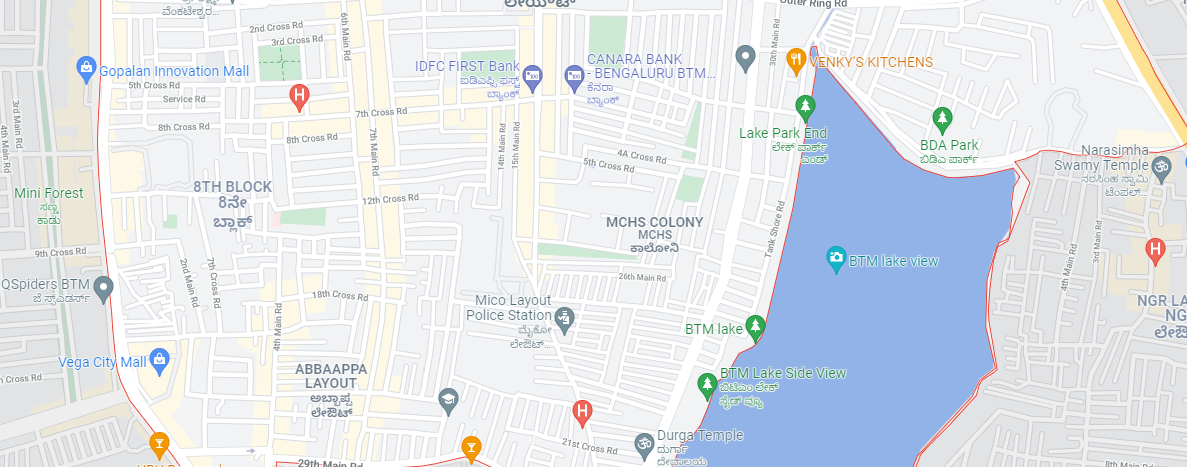 ವೆಂಕಟೇಶ್ವರ...
ಲೇಯೌಟ್
Outer Ring Rd
2nd Cross Rd
3rd Cross Rd
6th Main Rd
30th Main Rd
Gopalan Innovation Mall
5th Cross Rd
Service Rd
IDFC FIRST Bank
ಐಡಿಎಫ್ಸಿ ಫಸ್ಟ್
ಬ್ಯಾಂಕ್
CANARA BANK
- BENGALURU BTM...
ಕೆನರಾ
ಬ್ಯಾಂಕ್
VENKY'S KITCHENS
3rd Main Rd
4th Main Rd
7th Cross Rd
8th Cross Rd
8th Cross Rd
7th Main Rd
14th Main Rd
15th Main Rd
4A Cross Rd
5th Cross Rd
Lake Park End
ಲೇಕ್ ಪಾರ್ಕ್
ಎಂಡ್
BDA Park
ಬಿಡಿಎ ಪಾರ್ಕ್
Narasimha
Swamy Temple
ನರಸಿಂಹ ಸ್ವಾಮಿ
ಟೆಂಪಲ್...
Mini Forest
ಸಣ್ಣ
ಕಾಡು
8TH BLOCK
8ನೇ
ಬ್ಲಾಕ್
12th Cross Rd
MCHS COLONY
MCHS
ಕಾಲೋನಿ
Tank Shore Rd
9th Cross Rd
2nd Main Rd
7th Cross Rd
BTM lake view
4th Main Rd
3rd Main Rd
QSpiders BTM
ಜೆ ಸ್ಪೈಡರ್ಸ್
18th Cross Rd
4th Main Rd
26th Main Rd
Mico Layout
Police Station
ಮೈಕೋ
ಲೇಔಟ್...
BTM lake
NGR LA
NG
ಲೇಔ
Vega City Mall
ABBAAPPA
LAYOUT
ಅಬ್ಬಾಪ್ಪ
ಲೇಔಟ್
BTM Lake Side View
ಬಿಟಿಎಂ ಲೇಕ್
ಸೈಡ್ ವ್ಯೂ
Cross Rd
21st Cross Rd
Durga Temple
ದುರ್ಗಾ
ದೇವಾಲಯ
29th Main Rd